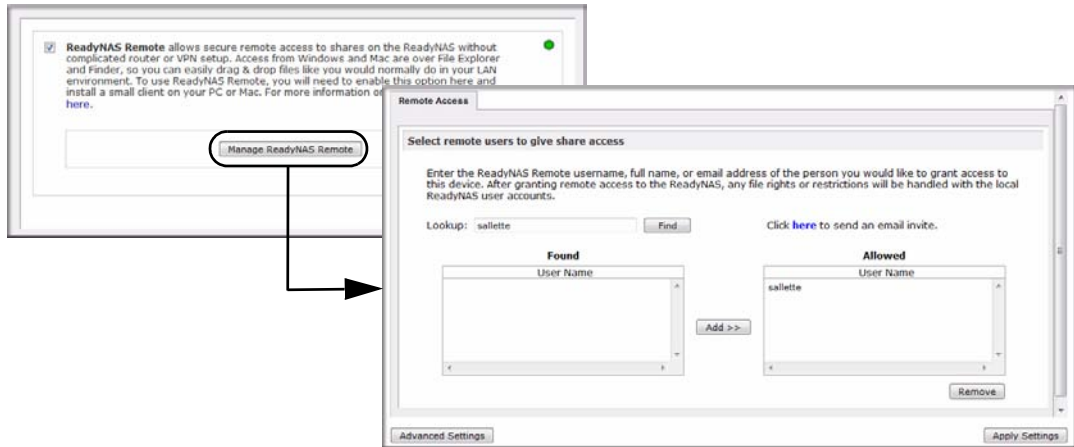 ReadyNAS Remote allows secure remote access to shares on the ReadyNAS without
complicated router or VPN setup. Access from Windows and Mac are over File Explorer
and Finder, so you can easily drag & drop files like you would normally do in your LAN
environment. To use ReadyNAS Remote, you will need to enable this option here and
install a small client on your PC or Mac. For more information or
here.
Manage ReadyNAS Remote
Remote Access
Select remote users to give share access
Enter the ReadyNAS Remote username, full name, or email address of the person you would like to grant access to
this device. After granting remote access to the ReadyNAS, any file rights or restrictions will be handled with the local
ReadyNAS user accounts.
Lookup: sallette Find Click here to send an email invite.
Found Allowed
User Name User Name
sallette
Add >>
Remove
Advanced Settings Apply Settings